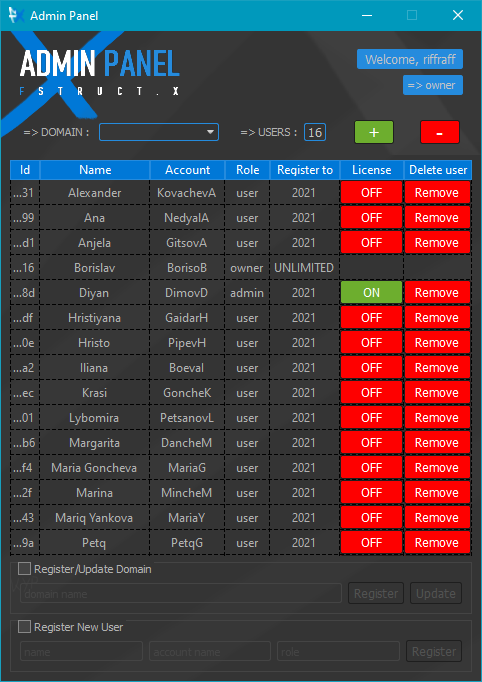 Admin Panel
ADMIN PANEL
FSTRUCT.X
Welcome, riffraff
=> owner
=> DOMAIN : => USERS : 16 + -
Id Name Account Role Register to License Delete user
...31 Alexander KovachevA user 2021 OFF Remove
...99 Ana NedyalA user 2021 OFF Remove
...d1 Anjela GitsovA user 2021 OFF Remove
...16 Borislav BorisoB owner UNLIMITED
...8d Diyan DimovD admin 2021 ON Remove
...df Hristiyana GaidarH user 2021 OFF Remove
...0e Hristo PipevH user 2021 OFF Remove
...a2 Iliana BoevaI user 2021 OFF Remove
...ec Krasi GoncheK user 2021 OFF Remove
...01 Lybomira PetsanovL user 2021 OFF Remove
...b6 Margarita DancheM user 2021 OFF Remove
...f4 Maria Goncheva MariaG user 2021 OFF Remove
...2f Marina MincheM user 2021 OFF Remove
...43 Mariq Yankova MariaY user 2021 OFF Remove
...9a Petq PetqG user 2021 OFF Remove
Register/Update Domain
domain name Register Update
Register New User
name account name role Register